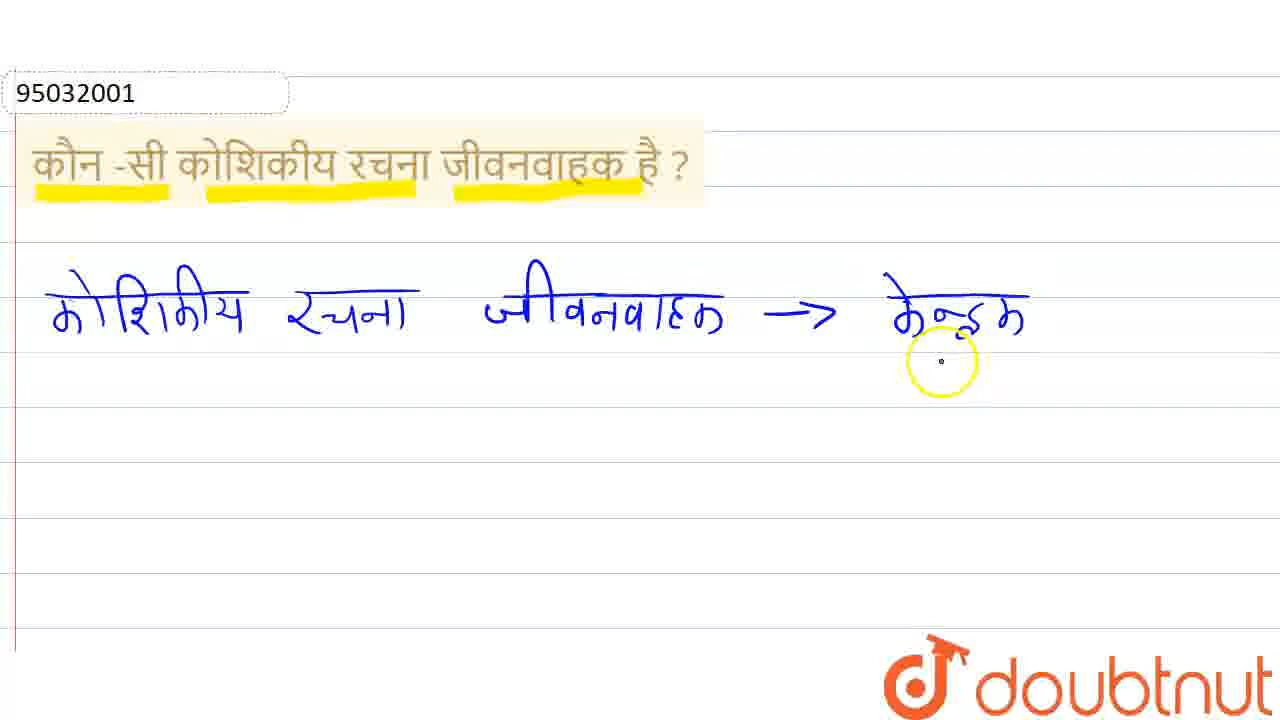 95032001
कौन -सी कोशिकीय रचना जीवनवाहक है ?
कोशिकीय रचना जीवनवाहक → केन्द्रक
doubtnut